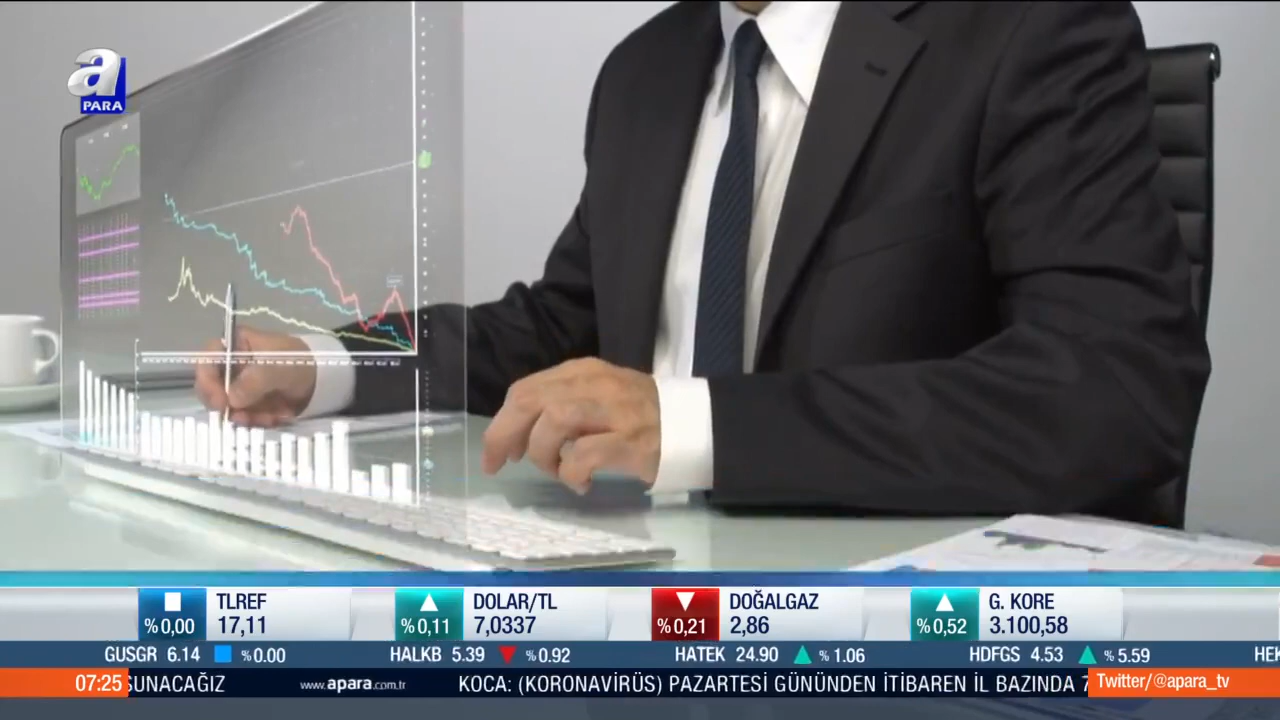 a
PARA
TLREF
%0,00 17,11
DOLAR/TL
%0,11 7,0337
DOĞALGAZ
%0,21 2,86
G. KORE
%0,52 3.100,58
GUSGR 6.14 %0.00 HALKB 5.39 %0.92 HATEK 24.90 %1.06 HDFGS 4.53 %5.59 HEK
07:25 SUNACAĞIZ www.apara.com.tr KOCA: (KORONAVİRÜS) PAZARTESİ GÜNÜNDEN İTİBAREN İL BAZINDA 7 Twitter/@apara_tv